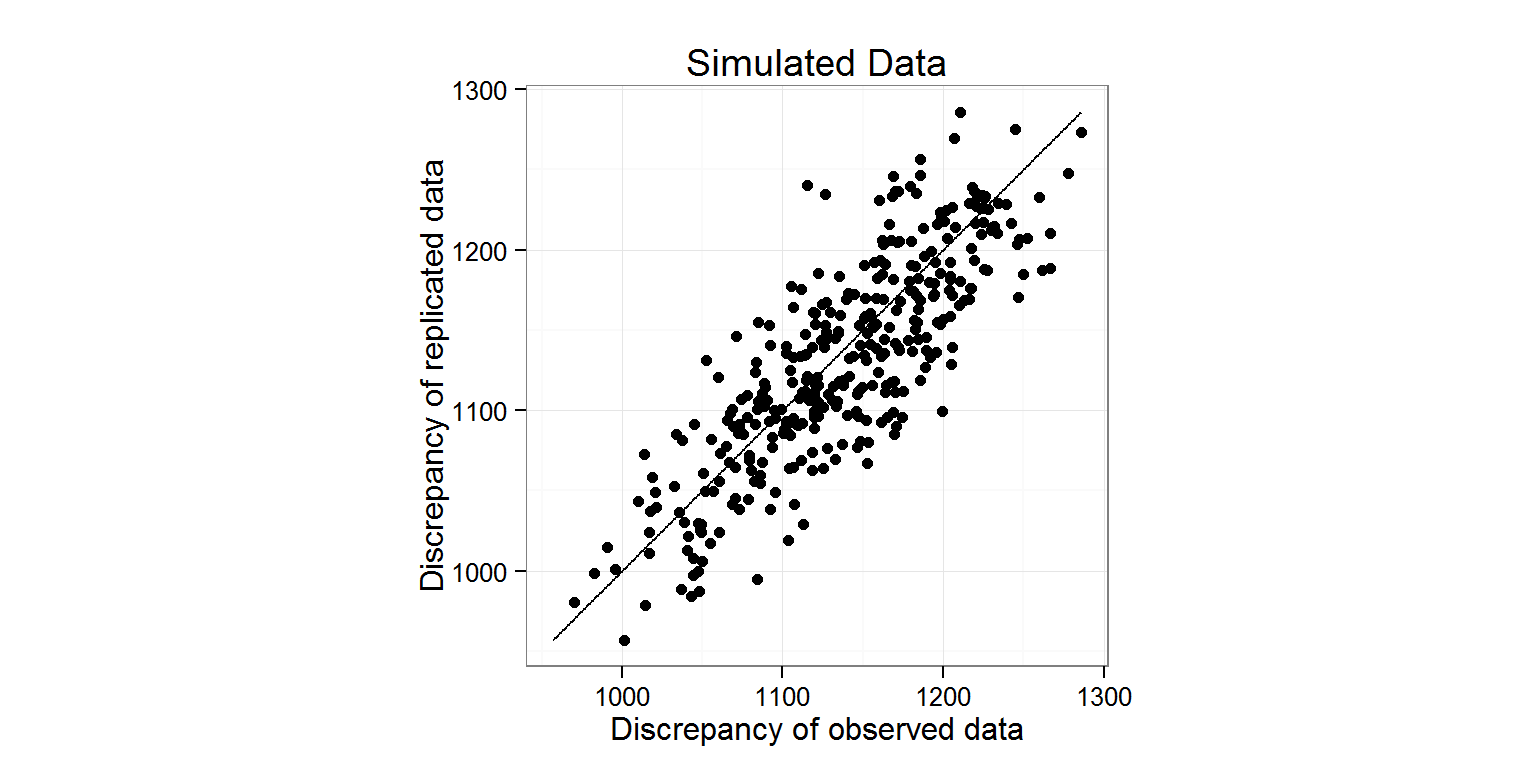 Simulated Data
Discrepancy of replicated data
1300
1200
1100
1000
1000 1100 1200 1300
Discrepancy of observed data